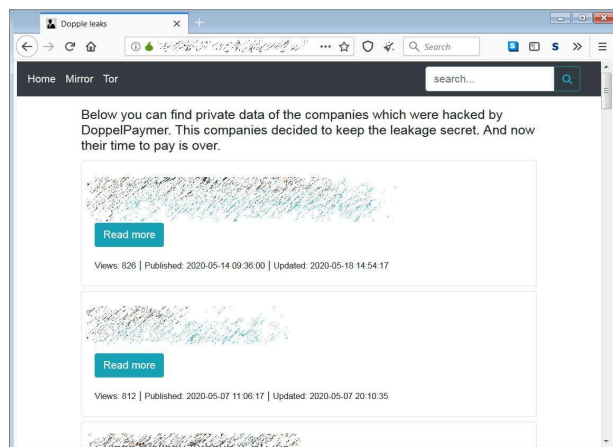 Dopple leaks
Search
Home Mirror Tor
search...
Below you can find private data of the companies which were hacked by
DoppelPaymer. This companies decided to keep the leakage secret. And now
their time to pay is over.
Read more
Views: 826 | Published: 2020-05-14 09:36:00 | Updated: 2020-05-18 14:54:17
Read more
Views: 812 | Published: 2020-05-07 11:06:17 | Updated: 2020-05-07 20:10:35